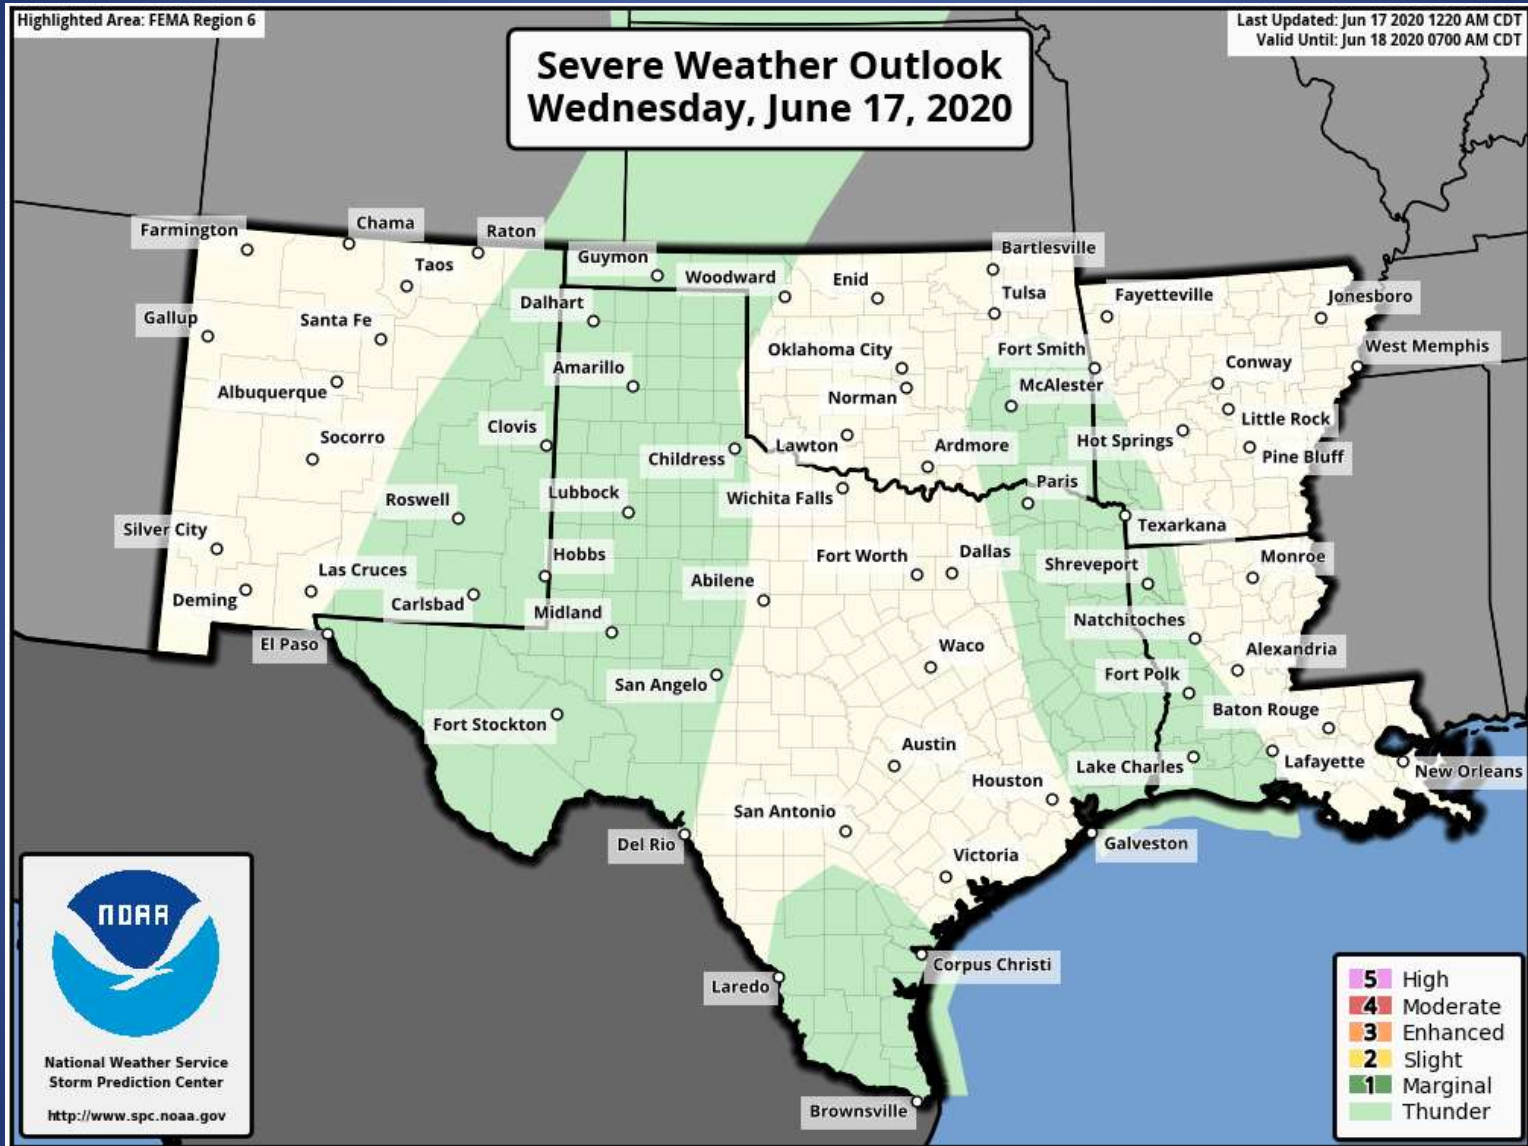 Highlighted Area: FEMA Region 6
Last Updated: Jun 17 2020 1220 AM CDT
Valid Until: Jun 18 2020 0700 AM CDT
Severe Weather Outlook
Wednesday, June 17, 2020
Farmington
Chama
Raton
Taos
Guymon
Woodward
Enid
Bartlesville
Tulsa
Fayetteville
Jonesboro
Gallup
Santa Fe
Dalhart
Amarillo
Oklahoma City
Fort Smith
West Memphis
Conway
Albuquerque
Norman
McAlester
Little Rock
Socorro
Clovis
Childress
Lawton
Ardmore
Hot Springs
Pine Bluff
Roswell
Lubbock
Wichita Falls
Paris
Texarkana
Silver City
Las Cruces
Hobbs
Fort Worth
Dallas
Shreveport
Monroe
Deming
Carlsbad
Midland
Abilene
Natchitoches
El Paso
San Angelo
Waco
Fort Polk
Alexandria
Fort Stockton
Austin
Baton Rouge
Houston
Lake Charles
Lafayette
New Orleans
San Antonio
Del Rio
Victoria
Galveston
Laredo
Corpus Christi
Brownsville
NOAA
National Weather Service
Storm Prediction Center
http://www.spc.noaa.gov
5 High
4 Moderate
3 Enhanced
2 Slight
1 Marginal
Thunder